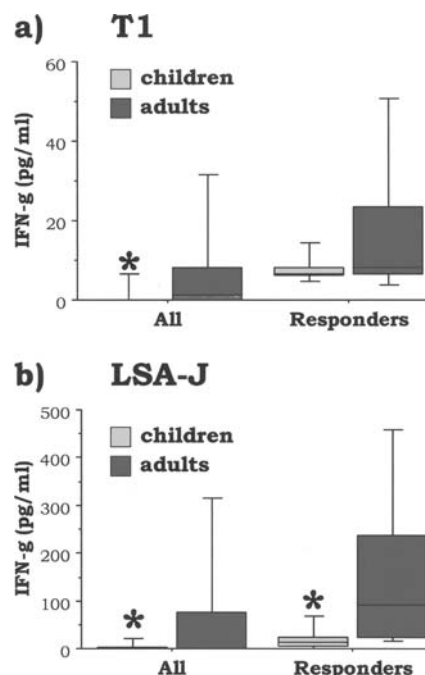 a) T1
children
adults
IFN-g (pg/ml)
60
40
20
0
*
All Responders
b) LSA-J
children
adults
IFN-g (pg/ml)
500
400
300
200
100
0
* *
All Responders